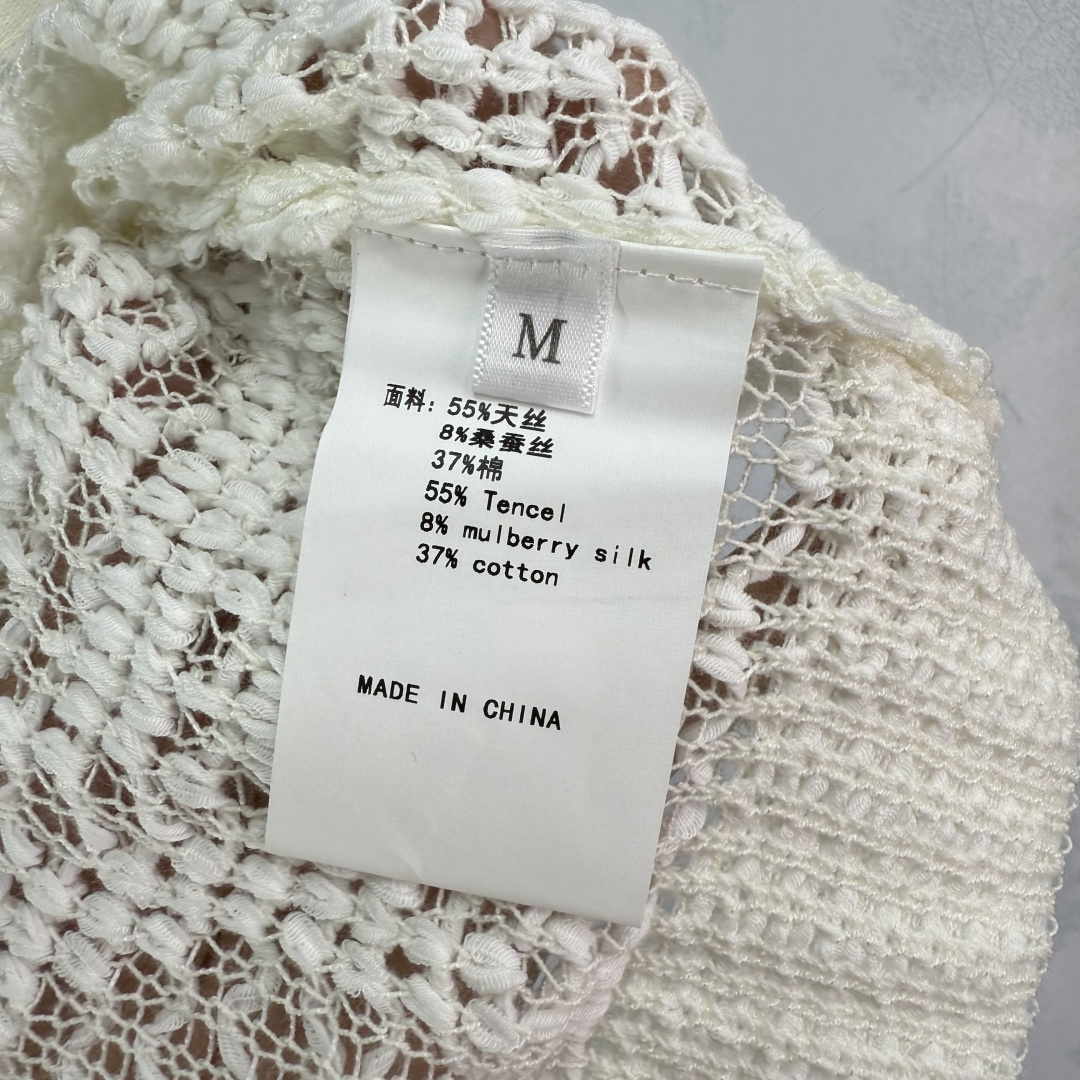 M
面料: 55%天丝
8%桑蚕丝
37%棉
55% Tencel
8% mulberry silk
37% cotton
MADE IN CHINA